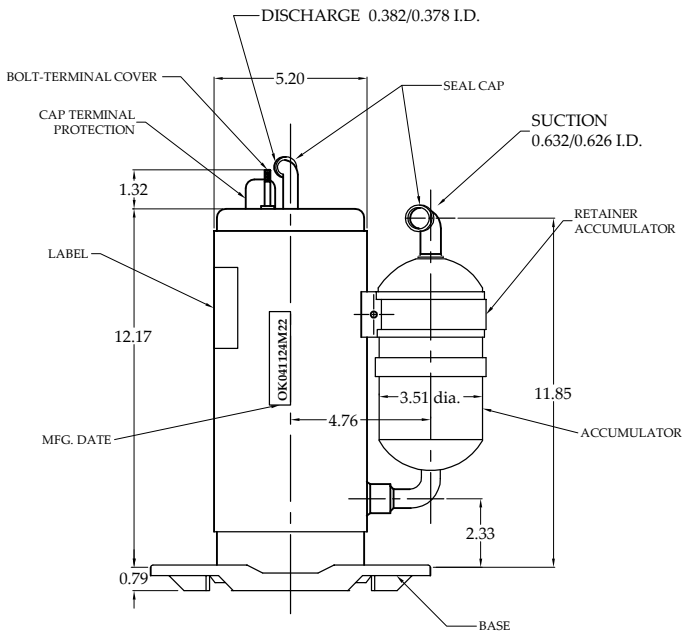 DISCHARGE 0.382/0.378 I.D.
BOLT-TERMINAL COVER
5.20
SEAL CAP
CAP TERMINAL
PROTECTION
SUCTION
0.632/0.626 I.D.
1.32
RETAINER
ACCUMULATOR
LABEL
12.17
OK041124M22
3.51 dia.
11.85
4.76
MFG. DATE
ACCUMULATOR
2.33
0.79
BASE